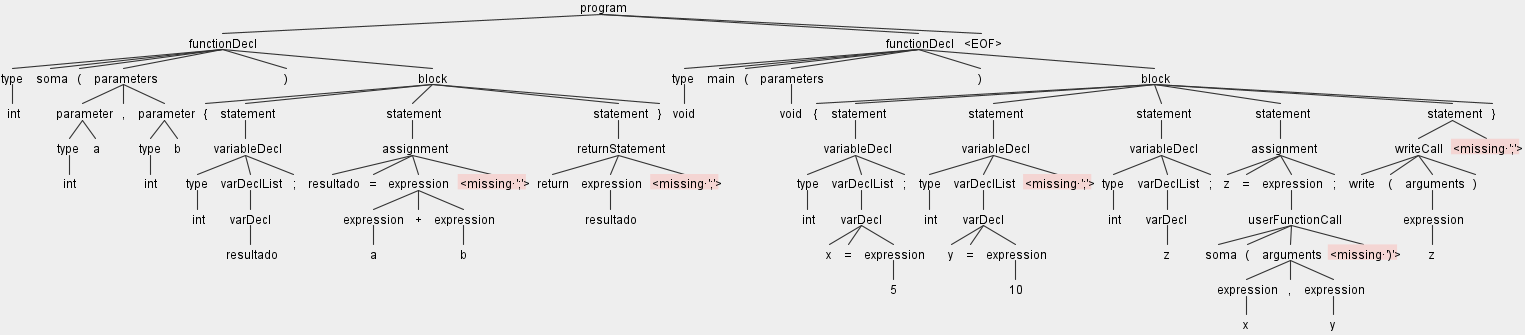 program
functionDecl functionDecl <EOF>
type soma ( parameters ) block type main ( parameters ) block
int parameter , parameter { statement statement statement } void void { statement statement statement statement statement }
type a type b variableDecl assignment returnStatement variableDecl variableDecl variableDecl assignment writeCall <missing ';'>
int int type varDeclList ; resultado = expression <missing ';'> return expression <missing ';'> type varDeclList ; type varDeclList <missing ';'> type varDeclList ; z = expression ; write ( arguments )
int varDecl expression + expression resultado int varDecl int varDecl int varDecl userFunctionCall expression
resultado a b x = expression y = expression z soma ( arguments <missing ')'> z
5 10 expression , expression
x y